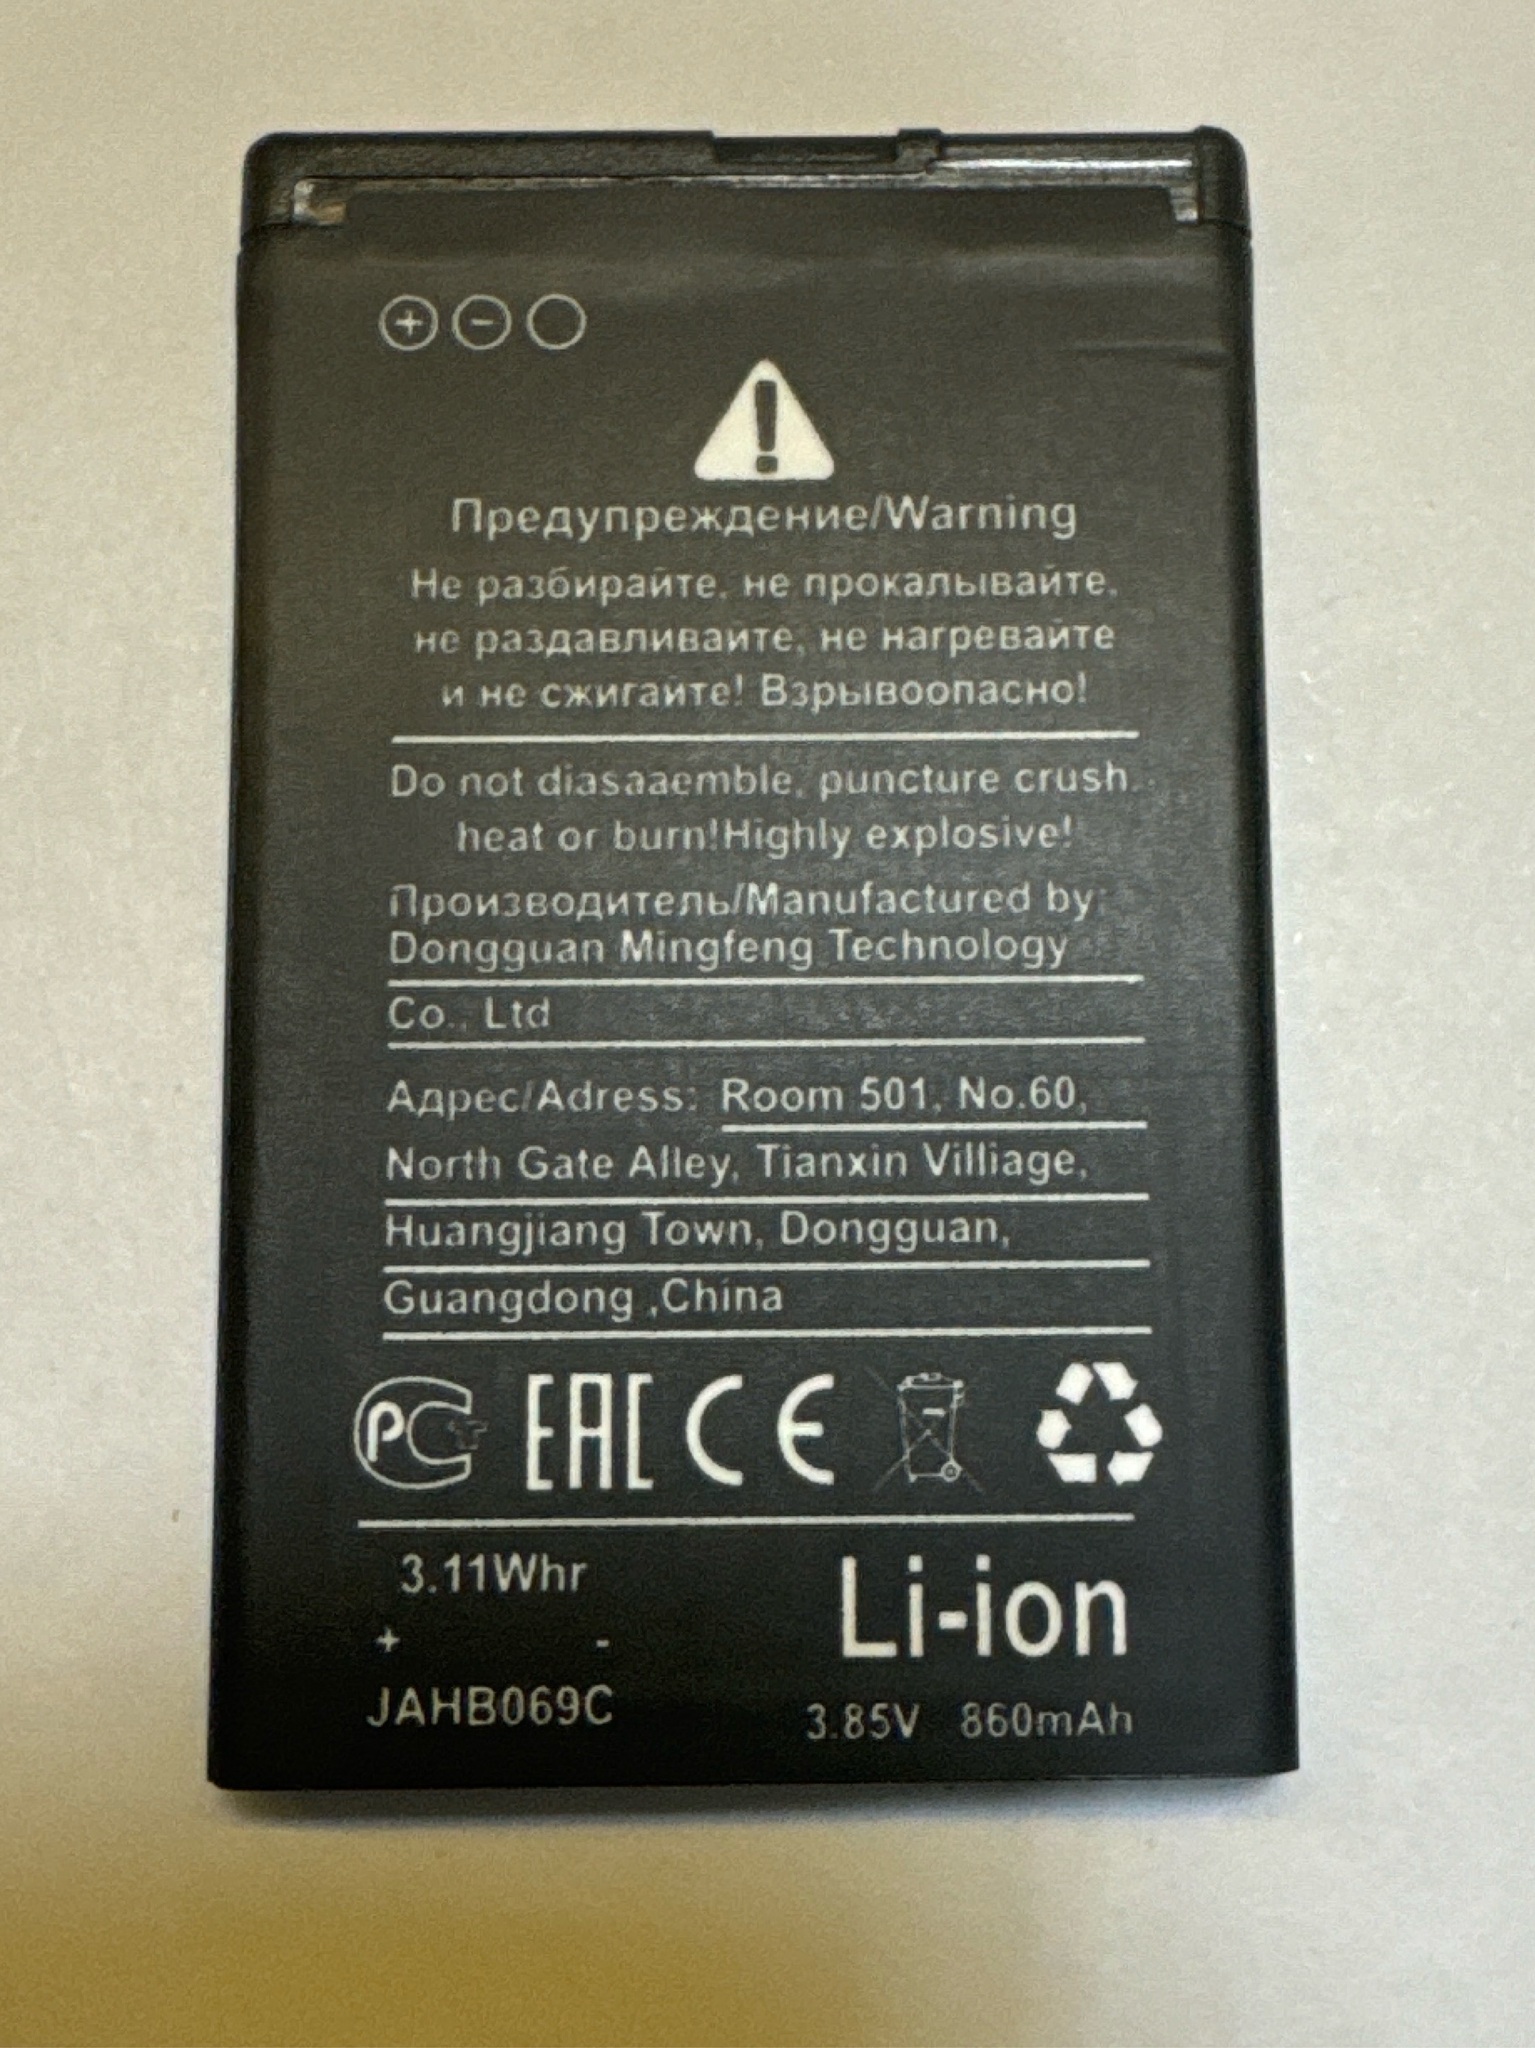 + -
Предупреждение/Warning
Не разбирайте, не прокалывайте,
не раздавливайте, не нагревайте
и не сжигайте! Взрывоопасно!
Do not diasaaemble, puncture crush.
heat or burn!Highly explosive!
Производитель/Manufactured by:
Dongguan Mingfeng Technology
Co., Ltd
Адрес/Adress: Room 501, No.60,
North Gate Alley, Tianxin Villiage,
Huangjiang Town, Dongguan,
Guangdong ,China
РСТ EAC CE
3.11Whr
Li-ion
+ -
JAHB069C
3.85V 860mAh